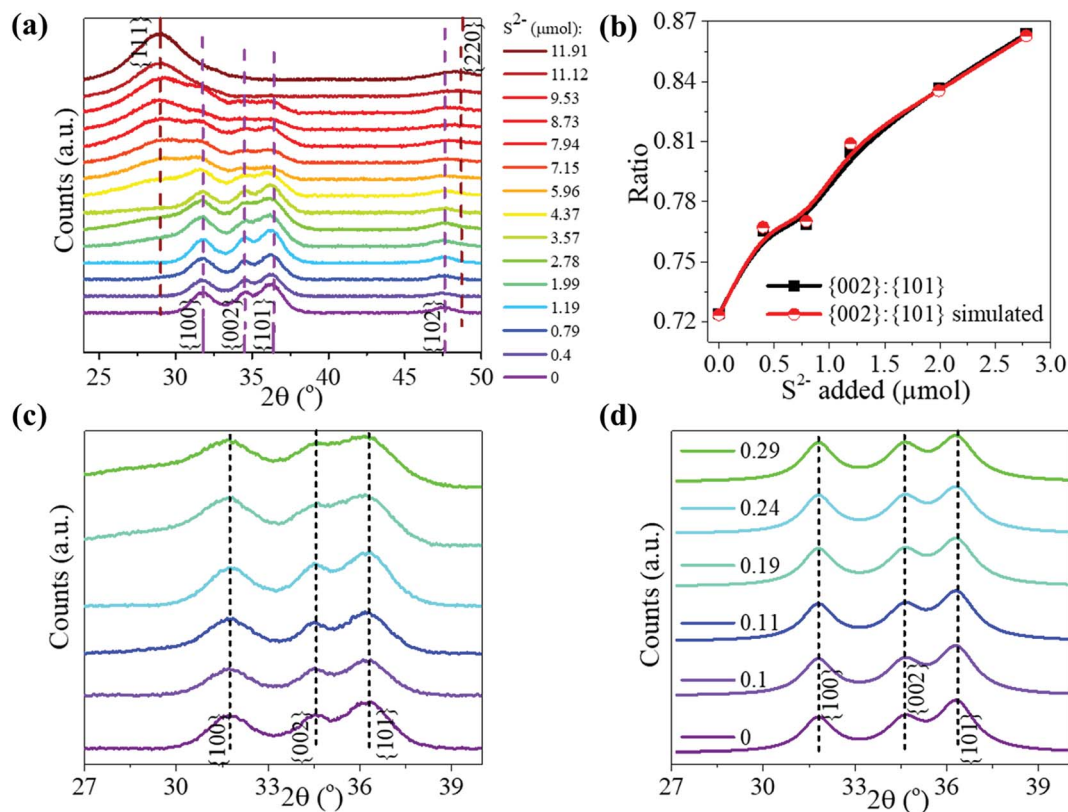 (a)
{111}
{220}
{100}
{002}
{101}
{102}
Counts (a.u.)
24 25 30 35 40 45 50
2θ (°)
S²⁻
(μmol):
11.91
11.12
9.53
8.73
7.94
7.15
5.96
4.37
3.57
2.78
1.99
1.19
0.79
0.4
0
(b)
0.87
0.84
0.81
0.78
0.75
0.72
Ratio
{002}:{101}
{002}:{101} simulated
0.0 0.5 1.0 1.5 2.0 2.5 3.0
S²⁻ added (μmol)
(c)
Counts (a.u.)
{100}
{002}
{101}
27 30 33 36 39
2θ (°)
(d)
Counts (a.u.)
0.29
0.24
0.19
0.11
0.1
0
{100}
{002}
{101}
27 30 33 36 39
2θ (°)